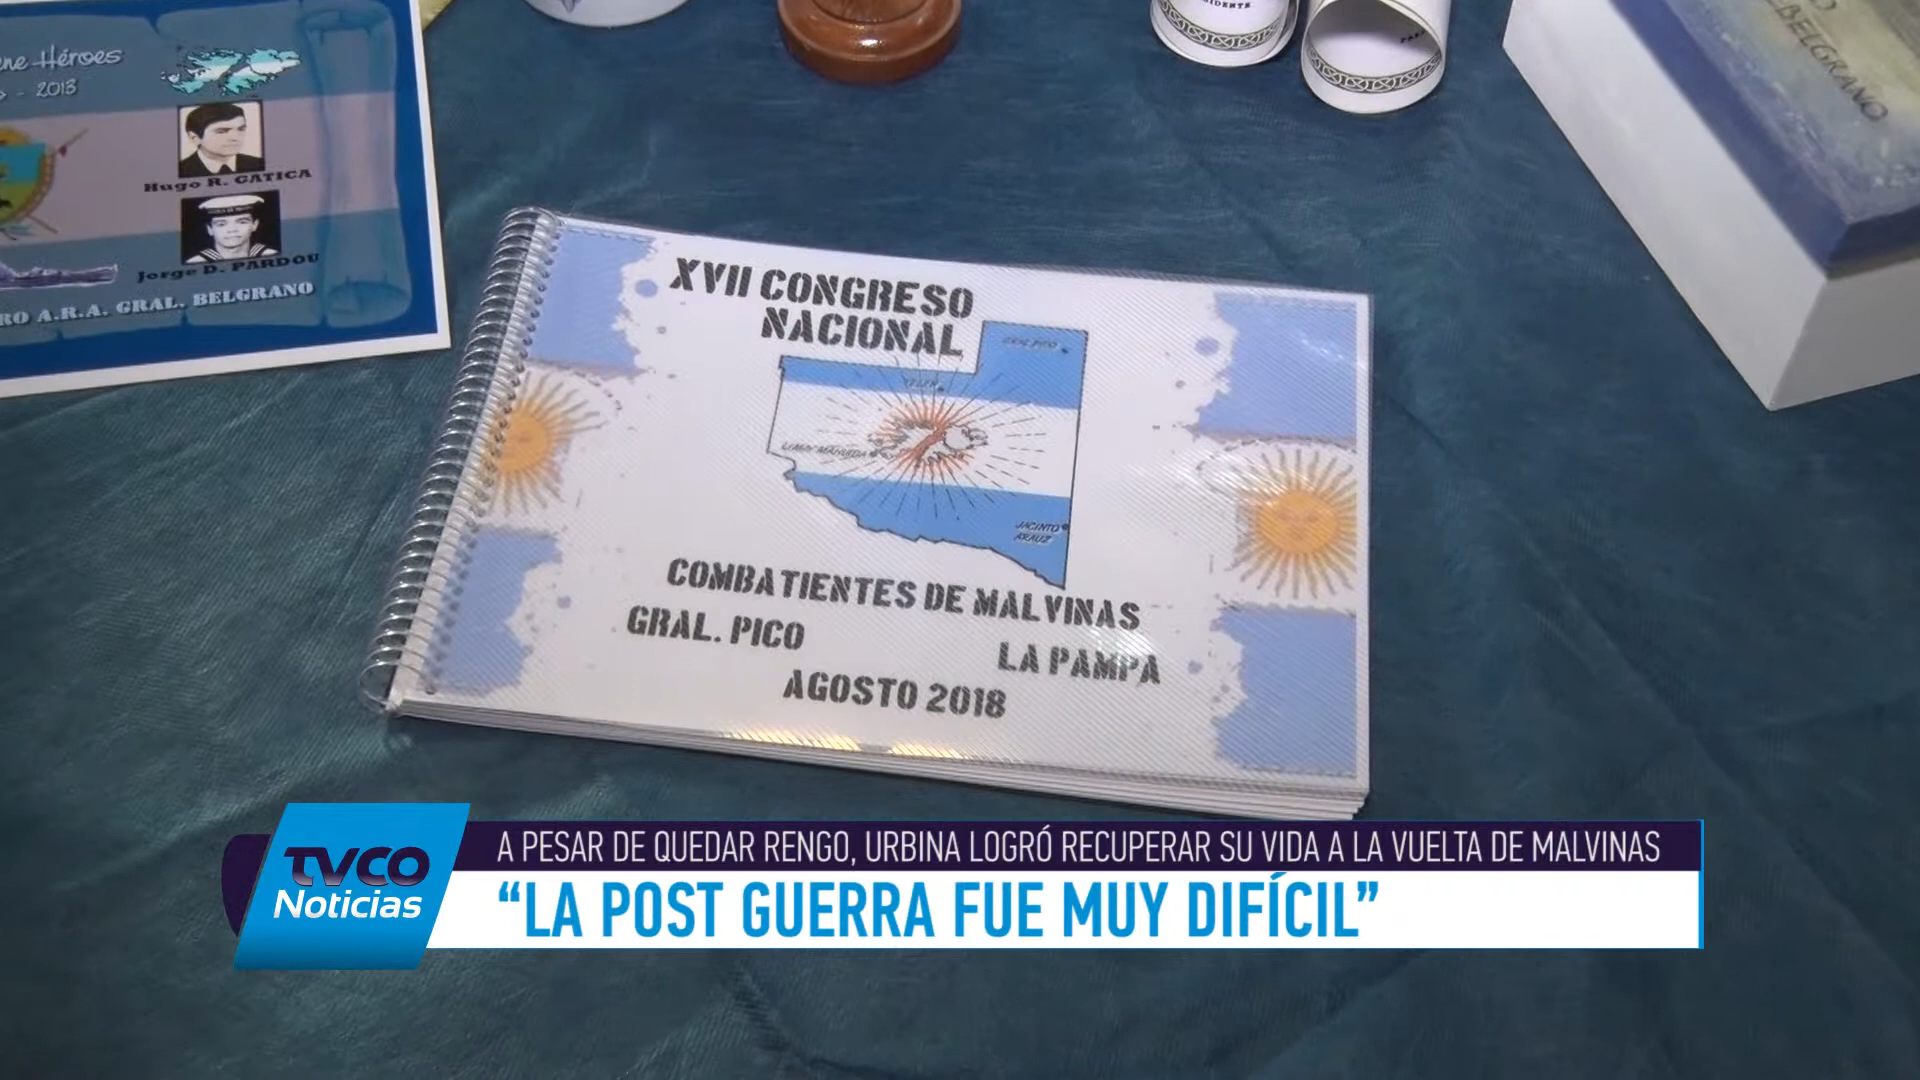 ne Héroes
- 2013
Hugo R. GATICA
Jorge D. PARDOU
RO A.R.A. GRAL. BELGRANO
BELGRANO
XVII CONGRESO
NACIONAL
GRAL PICO
JACINTO
ARAUZ
COMBATIENTES DE MALVINAS
GRAL. PICO
LA PAMPA
AGOSTO 2018
TVCO
Noticias
A PESAR DE QUEDAR RENGO, URBINA LOGRÓ RECUPERAR SU VIDA A LA VUELTA DE MALVINAS
“LA POST GUERRA FUE MUY DIFÍCIL”